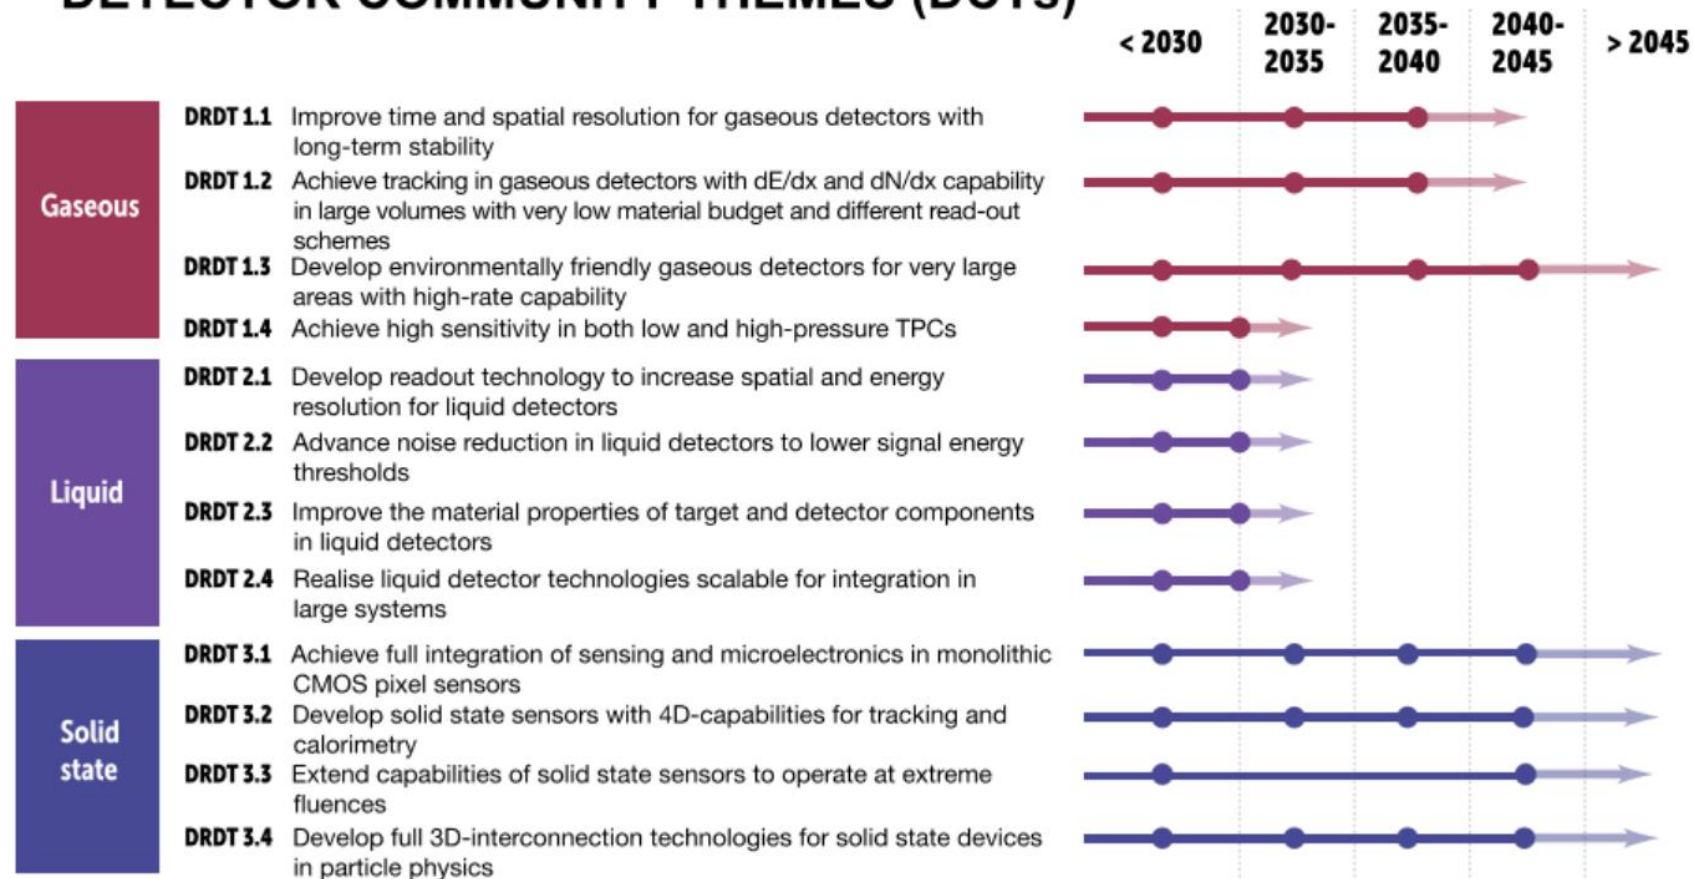 DETECTOR COMMUNITY THEMES (DCTs)
< 2030
2030-
2035
2035-
2040
2040-
2045
> 2045
Gaseous
DRDT 1.1 Improve time and spatial resolution for gaseous detectors with
long-term stability
DRDT 1.2 Achieve tracking in gaseous detectors with dE/dx and dN/dx capability
in large volumes with very low material budget and different read-out
schemes
DRDT 1.3 Develop environmentally friendly gaseous detectors for very large
areas with high-rate capability
DRDT 1.4 Achieve high sensitivity in both low and high-pressure TPCs
Liquid
DRDT 2.1 Develop readout technology to increase spatial and energy
resolution for liquid detectors
DRDT 2.2 Advance noise reduction in liquid detectors to lower signal energy
thresholds
DRDT 2.3 Improve the material properties of target and detector components
in liquid detectors
DRDT 2.4 Realise liquid detector technologies scalable for integration in
large systems
Solid
state
DRDT 3.1 Achieve full integration of sensing and microelectronics in monolithic
CMOS pixel sensors
DRDT 3.2 Develop solid state sensors with 4D-capabilities for tracking and
calorimetry
DRDT 3.3 Extend capabilities of solid state sensors to operate at extreme
fluences
DRDT 3.4 Develop full 3D-interconnection technologies for solid state devices
in particle physics